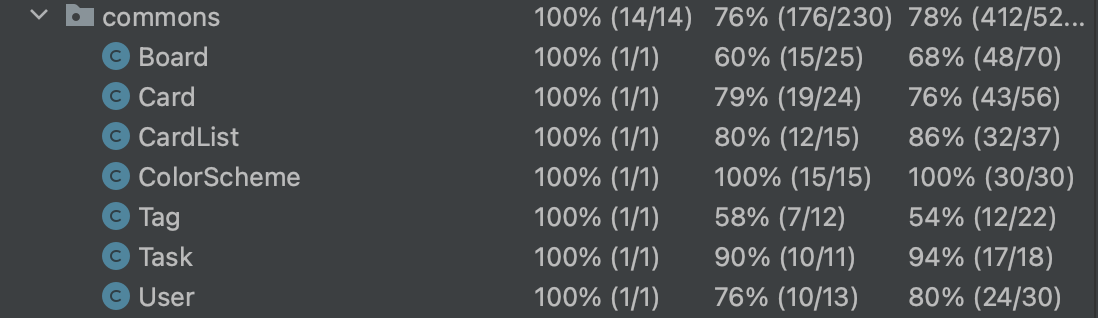 commons 100% (14/14) 76% (176/230) 78% (412/52...
C Board 100% (1/1) 60% (15/25) 68% (48/70)
C Card 100% (1/1) 79% (19/24) 76% (43/56)
C CardList 100% (1/1) 80% (12/15) 86% (32/37)
C ColorScheme 100% (1/1) 100% (15/15) 100% (30/30)
C Tag 100% (1/1) 58% (7/12) 54% (12/22)
C Task 100% (1/1) 90% (10/11) 94% (17/18)
C User 100% (1/1) 76% (10/13) 80% (24/30)